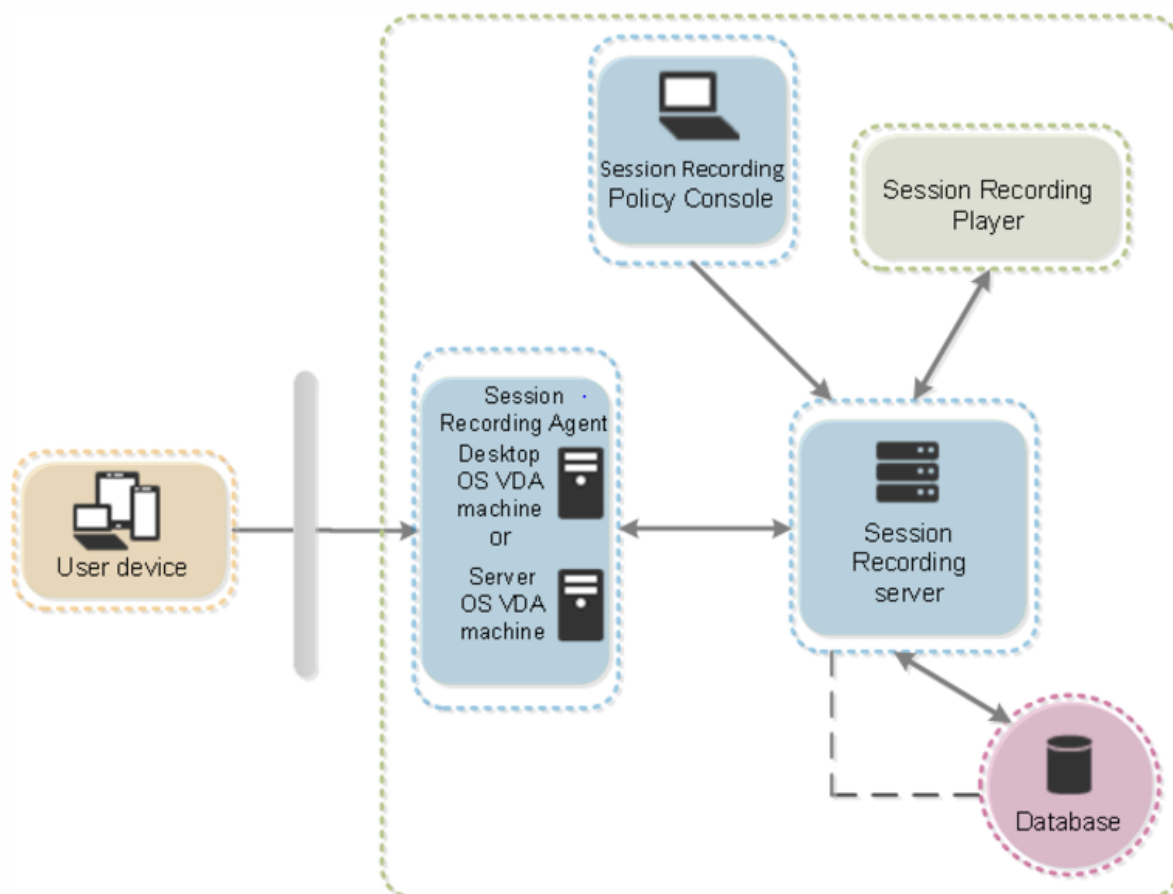 Session Recording
Policy Console
Session Recording
Player
Session
Recording Agent
Desktop
OS VDA
machine
or
Server
OS VDA
machine
User device
Session
Recording
server
Database